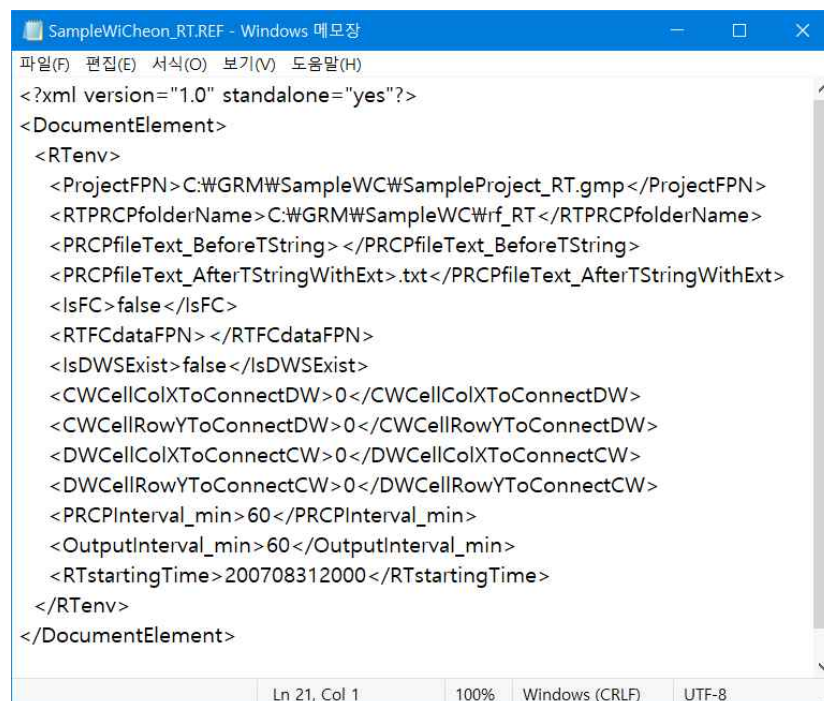 SampleWiCheon_RT.REF - Windows 메모장
파일(F) 편집(E) 서식(O) 보기(V) 도움말(H)
<?xml version="1.0" standalone="yes"?>
<DocumentElement>
<RTenv>
<ProjectFPN>C:₩GRM₩SampleWC₩SampleProject_RT.gmp</ProjectFPN>
<RTPRCPfolderName>C:₩GRM₩SampleWC₩rf_RT</RTPRCPfolderName>
<PRCPfileText_BeforeTString></PRCPfileText_BeforeTString>
<PRCPfileText_AfterTStringWithExt>.txt</PRCPfileText_AfterTStringWithExt>
<IsFC>false</IsFC>
<RTFCdataFPN></RTFCdataFPN>
<IsDWSExist>false</IsDWSExist>
<CWCellColXToConnectDW>0</CWCellColXToConnectDW>
<CWCellRowYToConnectDW>0</CWCellRowYToConnectDW>
<DWCellColXToConnectCW>0</DWCellColXToConnectCW>
<DWCellRowYToConnectCW>0</DWCellRowYToConnectCW>
<PRCPInterval_min>60</PRCPInterval_min>
<OutputInterval_min>60</OutputInterval_min>
<RTstartingTime>200708312000</RTstartingTime>
</RTenv>
</DocumentElement>
Ln 21, Col 1 100% Windows (CRLF) UTF-8